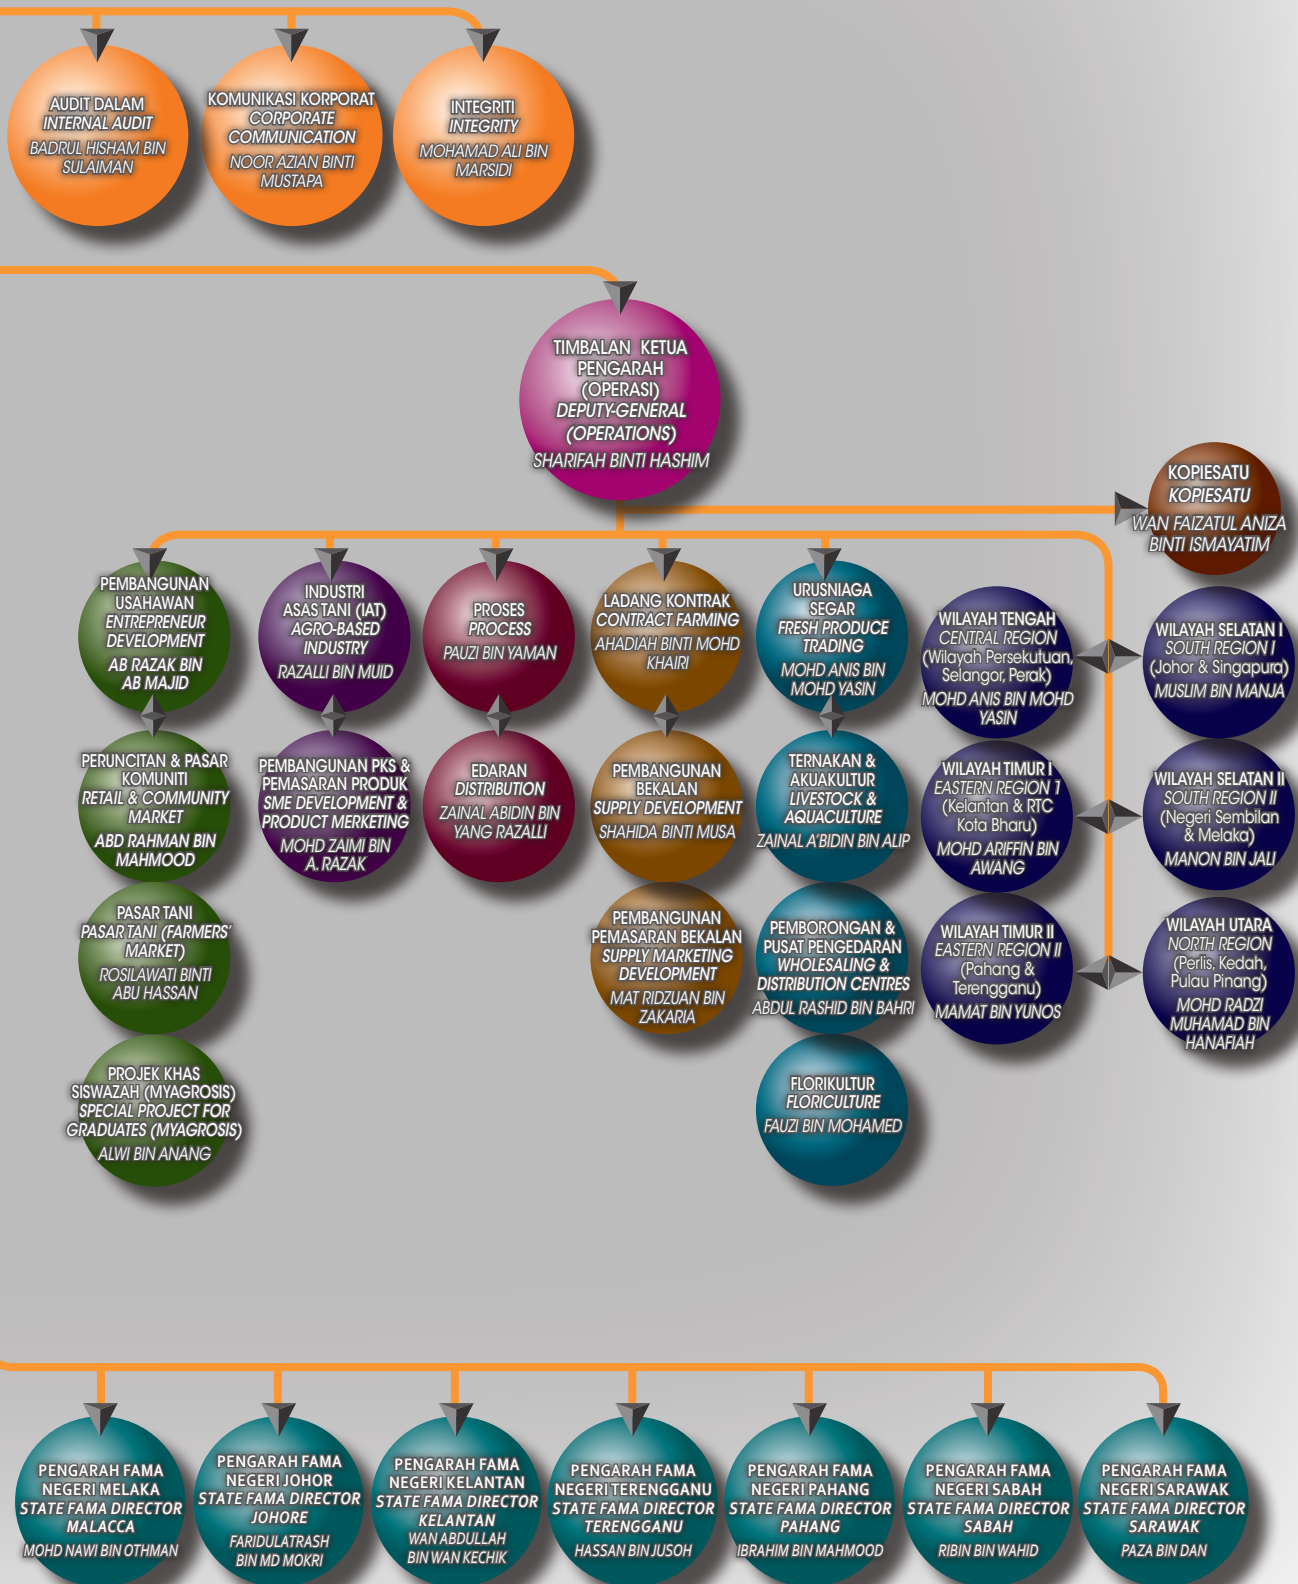 AUDIT DALAM
INTERNAL AUDIT
BADRUL HISHAM BIN
SULAIMAN
KOMUNIKASI KORPORAT
CORPORATE
COMMUNICATION
NOOR AZIAN BINTI
MUSTAPA
INTEGRITI
INTEGRITY
MOHAMAD ALI BIN
MARSIDI
TIMBALAN KETUA
PENGARAH
(OPERASI)
DEPUTY-GENERAL
(OPERATIONS)
SHARIFAH BINTI HASHIM
KOPIESATU
KOPIESATU
WAN FAIZATUL ANIZA
BINTI ISMAYATIM
PEMBANGUNAN
USAHAWAN
ENTREPRENEUR
DEVELOPMENT
AB RAZAK BIN
AB MAJID
INDUSTRI
ASAS TANI (IAT)
AGRO-BASED
INDUSTRY
RAZALLI BIN MUID
PROSES
PROCESS
PAUZI BIN YAMAN
LADANG KONTRAK
CONTRACT FARMING
AHADIAH BINTI MOHD
KHAIRI
URUSNIAGA
SEGAR
FRESH PRODUCE
TRADING
MOHD ANIS BIN
MOHD YASIN
WILAYAH TENGAH
CENTRAL REGION
(Wilayah Persekutuan,
Selangor, Perak)
MOHD ANIS BIN MOHD
YASIN
WILAYAH SELATAN I
SOUTH REGION I
(Johor & Singapura)
MUSLIM BIN MANJA
PERUNCITAN & PASAR
KOMUNITI
RETAIL & COMMUNITY
MARKET
ABD RAHMAN BIN
MAHMOOD
PEMBANGUNAN PKS &
PEMASARAN PRODUK
SME DEVELOPMENT &
PRODUCT MERKETING
MOHD ZAIMI BIN
A. RAZAK
EDARAN
DISTRIBUTION
ZAINAL ABIDIN BIN
YANG RAZALLI
PEMBANGUNAN
BEKALAN
SUPPLY DEVELOPMENT
SHAHIDA BINTI MUSA
TERNAKAN &
AKUAKULTUR
LIVESTOCK &
AQUACULTURE
ZAINAL A'BIDIN BIN ALIP
WILAYAH TIMUR I
EASTERN REGION 1
(Kelantan & RTC
Kota Bharu)
MOHD ARIFFIN BIN
AWANG
WILAYAH SELATAN II
SOUTH REGION II
(Negeri Sembilan
& Melaka)
MANON BIN JALI
PASAR TANI
PASAR TANI (FARMERS'
MARKET)
ROSILAWATI BINTI
ABU HASSAN
PEMBANGUNAN
PEMASARAN BEKALAN
SUPPLY MARKETING
DEVELOPMENT
MAT RIDZUAN BIN
ZAKARIA
PEMBORONGAN &
PUSAT PENGEDARAN
WHOLESALING &
DISTRIBUTION CENTRES
ABDUL RASHID BIN BAHRI
WILAYAH TIMUR II
EASTERN REGION II
(Pahang &
Terengganu)
MAMAT BIN YUNOS
WILAYAH UTARA
NORTH REGION
(Perlis, Kedah,
Pulau Pinang)
MOHD RADZI
MUHAMAD BIN
HANAFIAH
PROJEK KHAS
SISWAZAH (MYAGROSIS)
SPECIAL PROJECT FOR
GRADUATES (MYAGROSIS)
ALWI BIN ANANG
FLORIKULTUR
FLORICULTURE
FAUZI BIN MOHAMED
PENGARAH FAMA
NEGERI MELAKA
STATE FAMA DIRECTOR
MALACCA
MOHD NAWI BIN OTHMAN
PENGARAH FAMA
NEGERI JOHOR
STATE FAMA DIRECTOR
JOHORE
FARIDULATRASH
BIN MD MOKRI
PENGARAH FAMA
NEGERI KELANTAN
STATE FAMA DIRECTOR
KELANTAN
WAN ABDULLAH
BIN WAN KECHIK
PENGARAH FAMA
NEGERI TERENGGANU
STATE FAMA DIRECTOR
TERENGGANU
HASSAN BIN JUSOH
PENGARAH FAMA
NEGERI PAHANG
STATE FAMA DIRECTOR
PAHANG
IBRAHIM BIN MAHMOOD
PENGARAH FAMA
NEGERI SABAH
STATE FAMA DIRECTOR
SABAH
RIBIN BIN WAHID
PENGARAH FAMA
NEGERI SARAWAK
STATE FAMA DIRECTOR
SARAWAK
PAZA BIN DAN